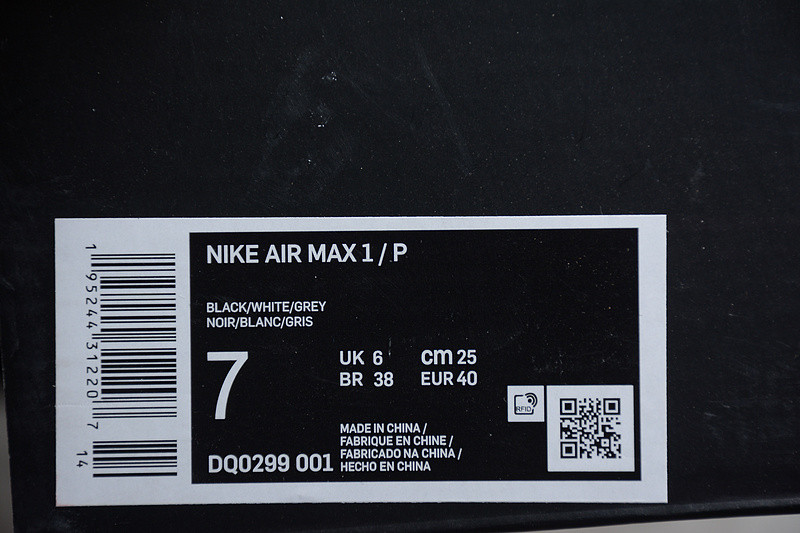 1 95244 31220 7
14
NIKE AIR MAX 1 / P
BLACK/WHITE/GREY
NOIR/BLANC/GRIS
7
UK 6 cm 25
BR 38 EUR 40
RFID
MADE IN CHINA /
FABRIQUE EN CHINE /
FABRICADO NA CHINA /
HECHO EN CHINA
DQ0299 001